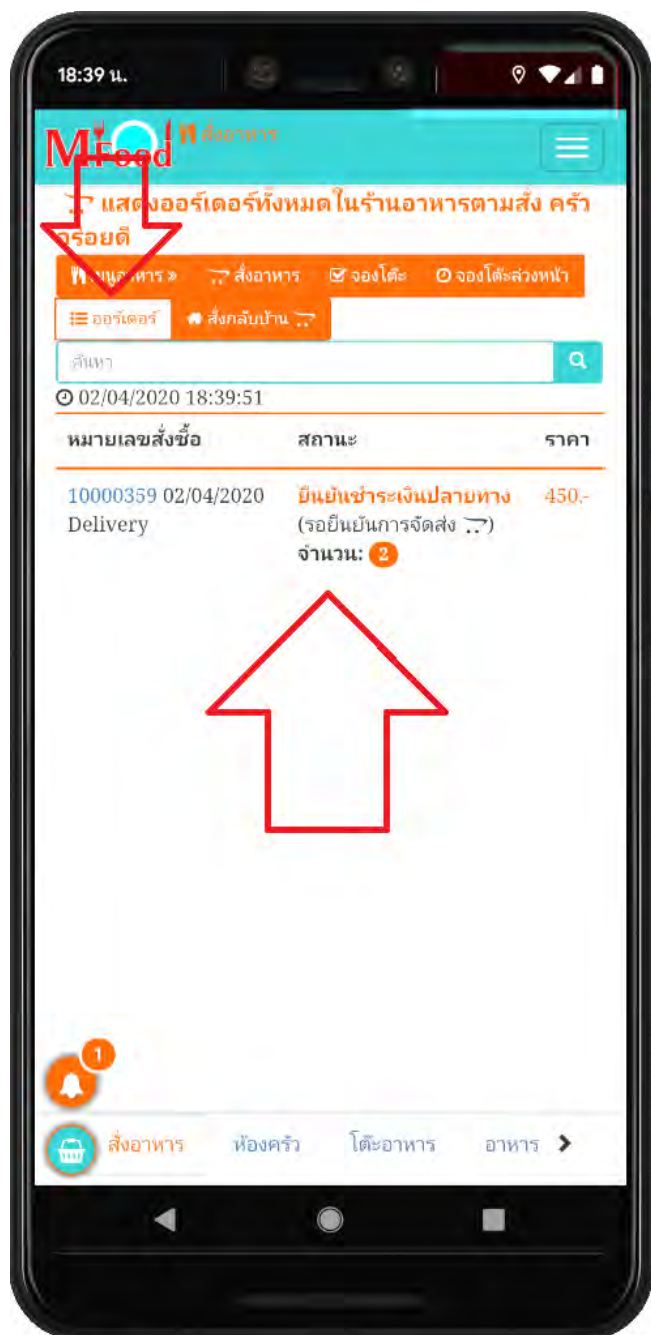 18:39 น.
MFood สั่งอาหาร
แสดงออร์เดอร์ทั้งหมดในร้านอาหารตามสั่ง ครัว
อร่อยดี
เมนูอาหาร » สั่งอาหาร จองโต๊ะ จองโต๊ะล่วงหน้า
ออร์เดอร์ สั่งกลับบ้าน
ค้นหา
02/04/2020 18:39:51
หมายเลขสั่งซื้อ สถานะ ราคา
10000359 02/04/2020 ยืนยันชำระเงินปลายทาง 450.-
Delivery (รอยืนยันการจัดส่ง )
จำนวน: 2
1
สั่งอาหาร ห้องครัว โต๊ะอาหาร อาหาร